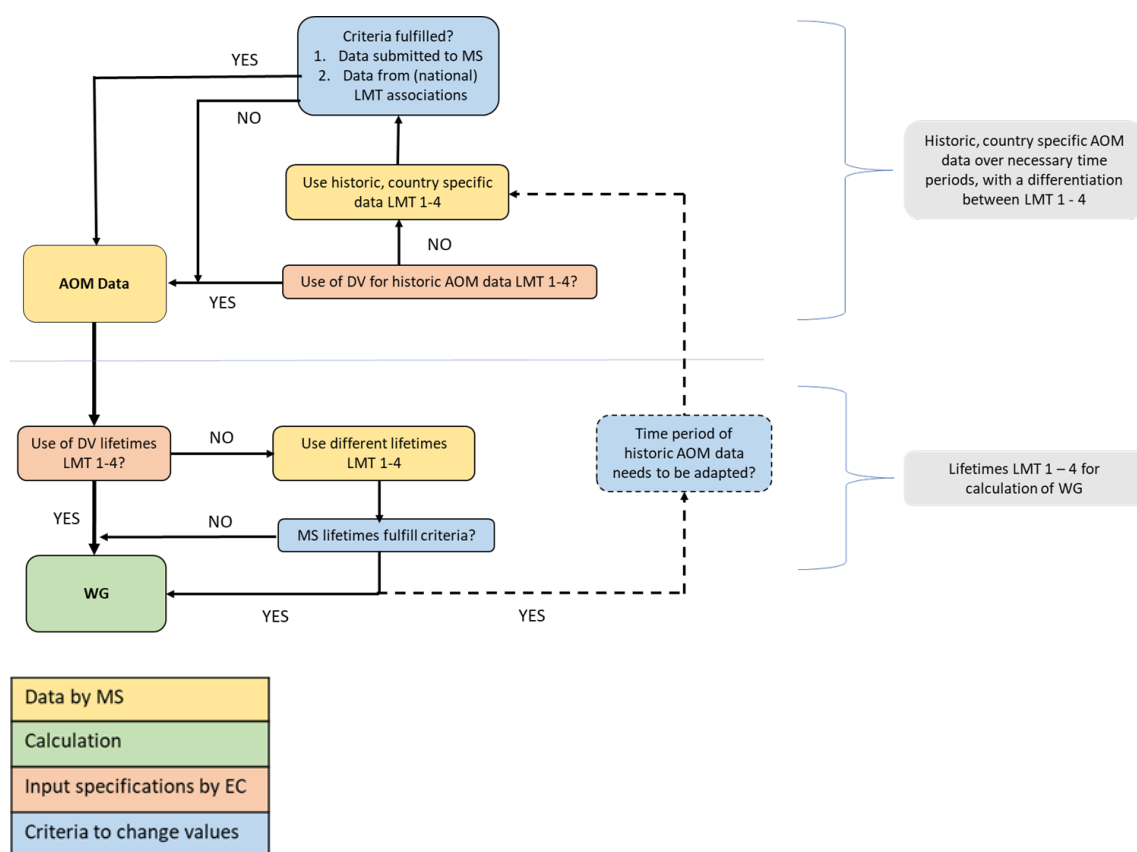 Criteria fulfilled?
1. Data submitted to MS
2. Data from (national)
LMT associations
YES
NO
Historic, country specific AOM
data over necessary time
periods, with a differentiation
between LMT 1 - 4
Use historic, country specific
data LMT 1-4
NO
AOM Data
Use of DV for historic AOM data LMT 1-4?
YES
Use of DV lifetimes
LMT 1-4?
NO
Use different lifetimes
LMT 1-4
Time period of
historic AOM data
needs to be adapted?
Lifetimes LMT 1 – 4 for
calculation of WG
YES
NO
MS lifetimes fulfill criteria?
WG
YES
YES
Data by MS
Calculation
Input specifications by EC
Criteria to change values